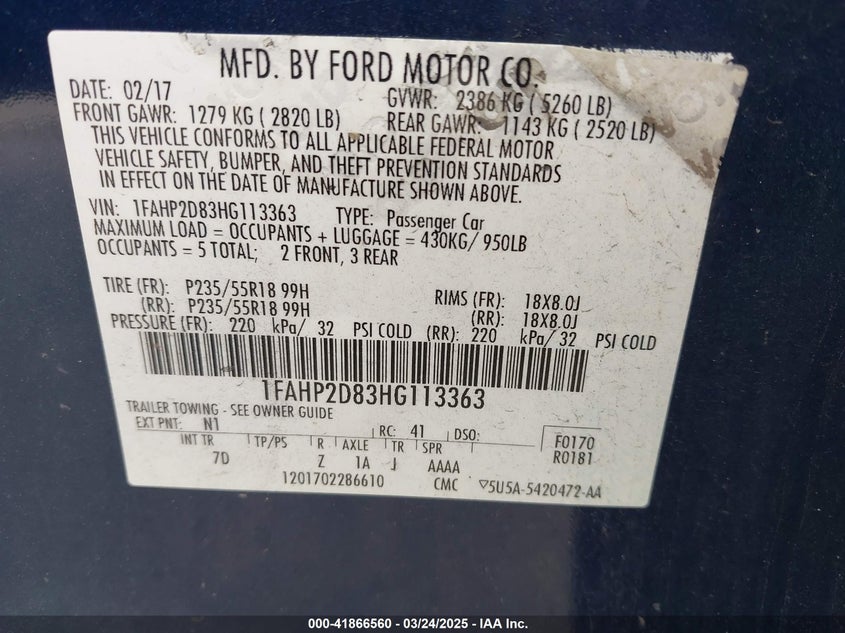 MFD. BY FORD MOTOR CO.
DATE: 02/17 GVWR: 2386 KG ( 5260 LB)
FRONT GAWR: 1279 KG ( 2820 LB) REAR GAWR: 1143 KG ( 2520 LB)
THIS VEHICLE CONFORMS TO ALL APPLICABLE FEDERAL MOTOR
VEHICLE SAFETY, BUMPER, AND THEFT PREVENTION STANDARDS
IN EFFECT ON THE DATE OF MANUFACTURE SHOWN ABOVE.
VIN: 1FAHP2D83HG113363 TYPE: Passenger Car
MAXIMUM LOAD = OCCUPANTS + LUGGAGE = 430KG/ 950LB
OCCUPANTS = 5 TOTAL; 2 FRONT, 3 REAR
TIRE (FR): P235/55R18 99H RIMS (FR): 18X8.0J
(RR): P235/55R18 99H (RR): 18X8.0J
PRESSURE (FR): 220 kPa/ 32 PSI COLD (RR): 220 kPa/ 32 PSI COLD
1FAHP2D83HG113363
TRAILER TOWING - SEE OWNER GUIDE
EXT PNT: N1 RC: 41 DSO: F0170
INT TR TP/PS R AXLE TR SPR R0181
7D Z 1A J AAAA
1201702286610 CMC ▽5U5A-5420472-AA
000-41866560 - 03/24/2025 - IAA Inc.